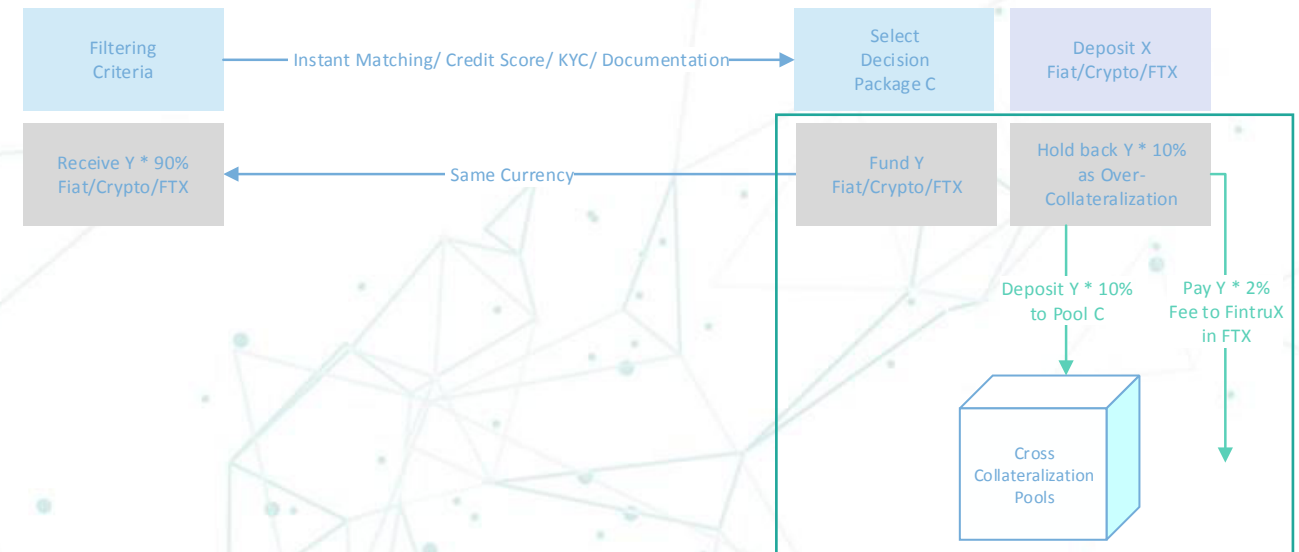 Filtering
Criteria
Instant Matching/ Credit Score/ KYC/ Documentation
Select
Decision
Package C
Deposit X
Fiat/Crypto/FTX
Receive Y * 90%
Fiat/Crypto/FTX
Same Currency
Fund Y
Fiat/Crypto/FTX
Hold back Y * 10%
as Over-
Collateralization
Deposit Y * 10%
to Pool C
Pay Y * 2%
Fee to FintruX
in FTX
Cross
Collateralization
Pools